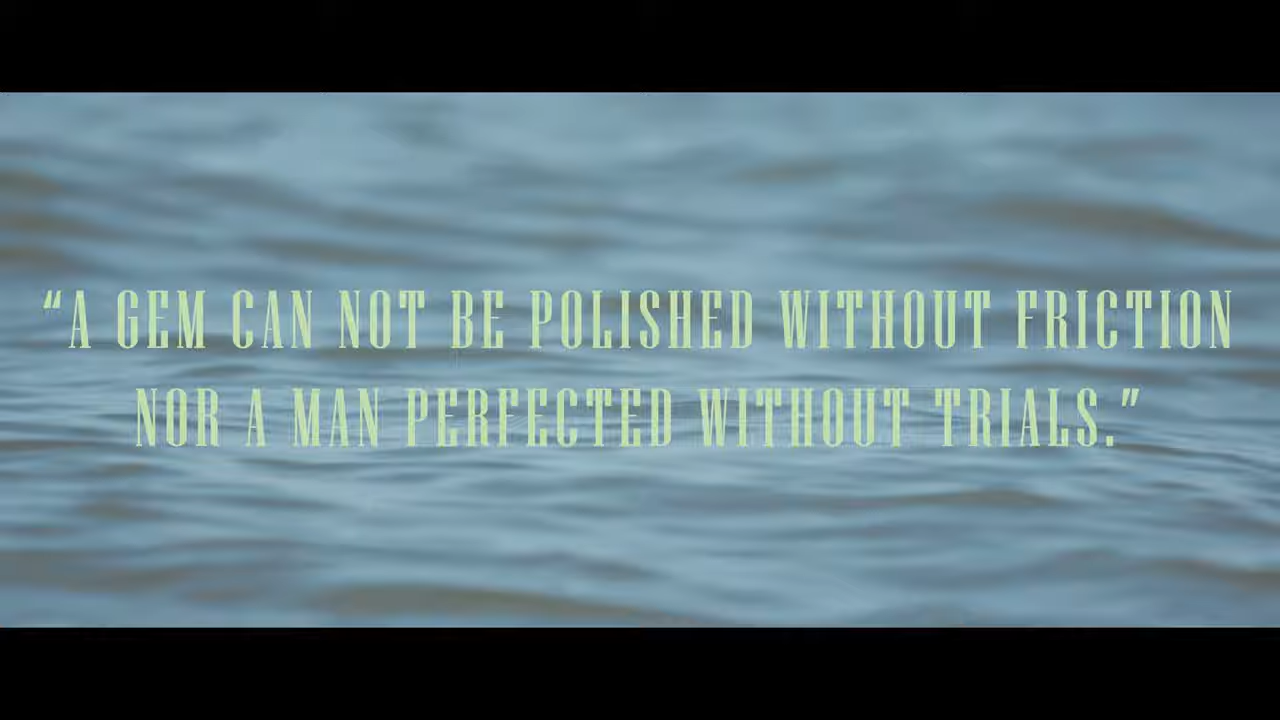 “A GEM CAN NOT BE POLISHED WITHOUT FRICTION
NOR A MAN PERFECTED WITHOUT TRIALS.”